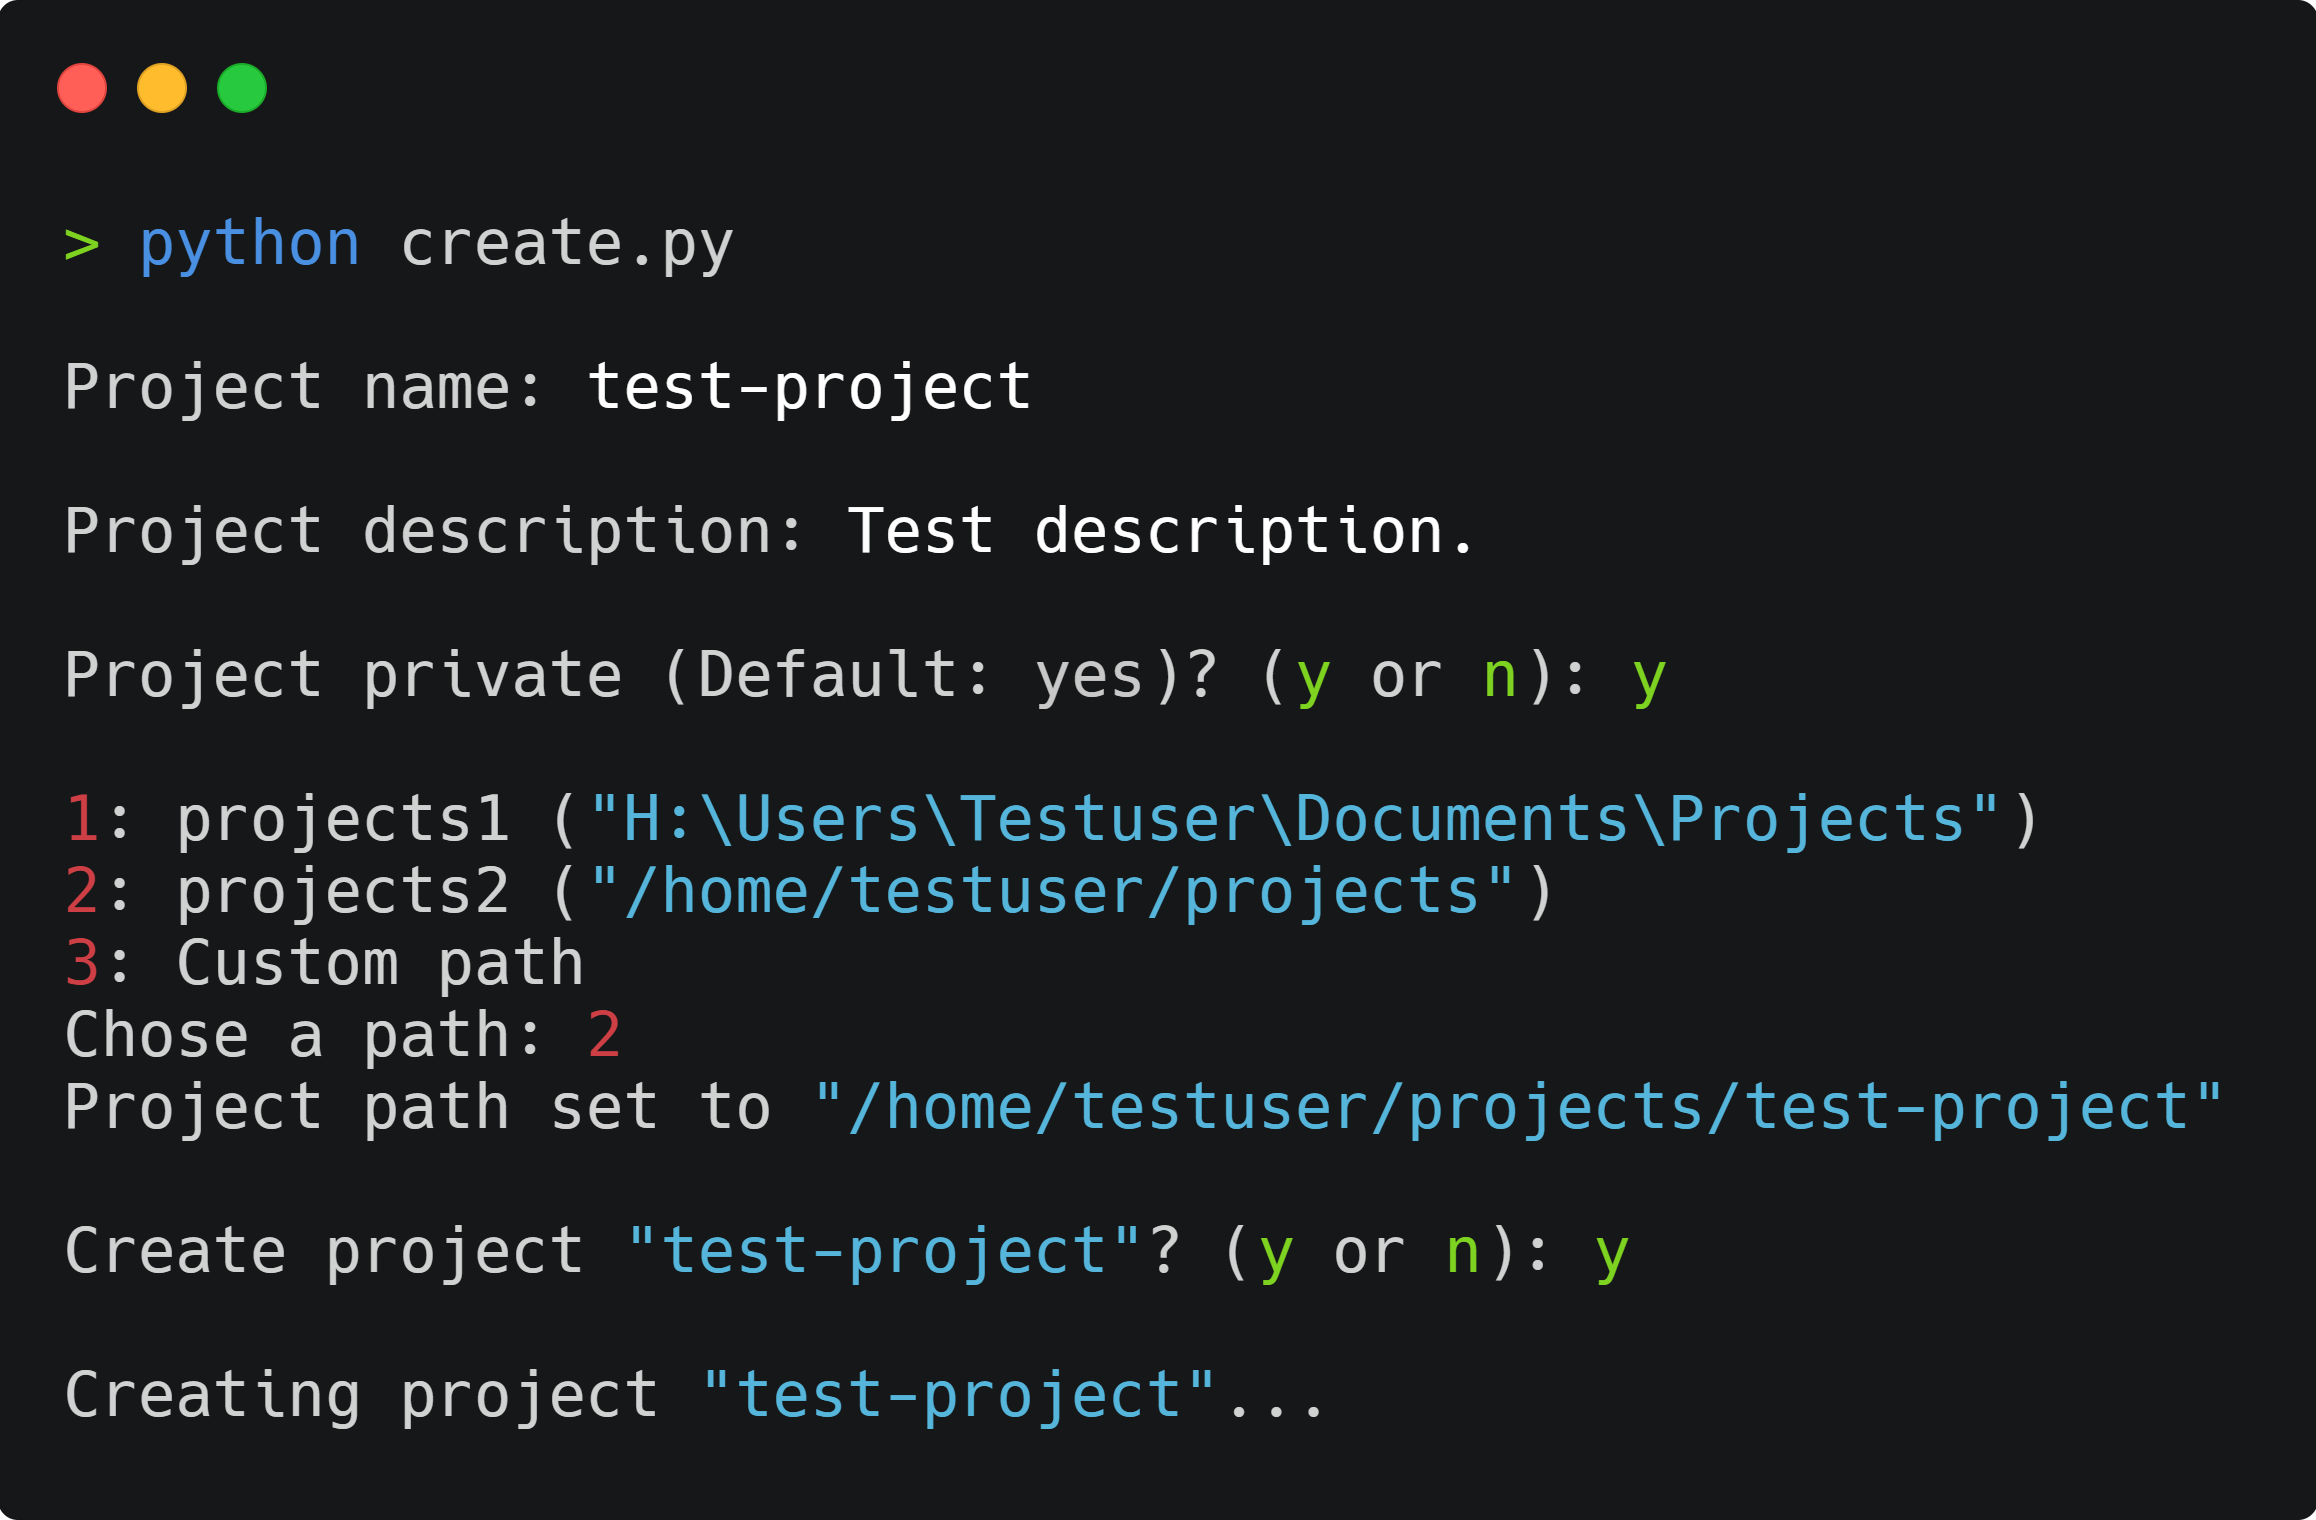 > python create.py
Project name: test-project
Project description: Test description.
Project private (Default: yes)? (y or n): y
1: projects1 ("H:\Users\Testuser\Documents\Projects")
2: projects2 ("/home/testuser/projects")
3: Custom path
Chose a path: 2
Project path set to "/home/testuser/projects/test-project"
Create project "test-project"? (y or n): y
Creating project "test-project"...